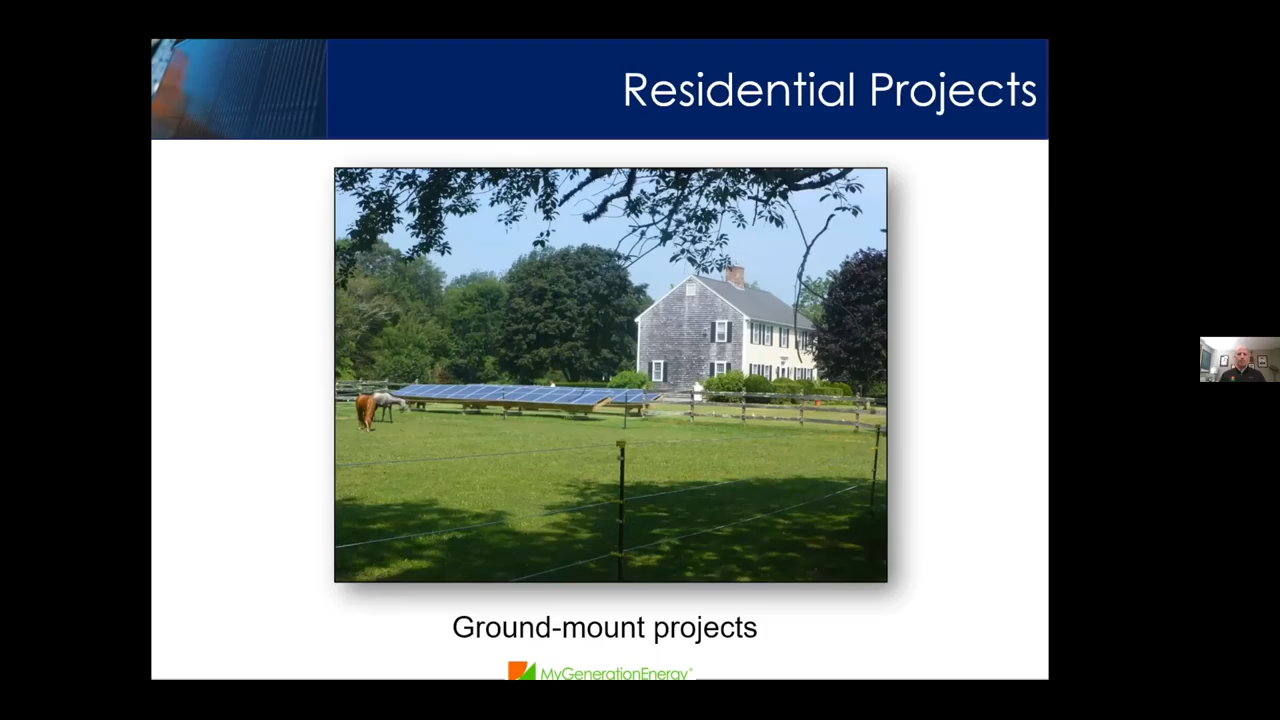 Residential Projects
Ground-mount projects
MyGenerationEnergy®